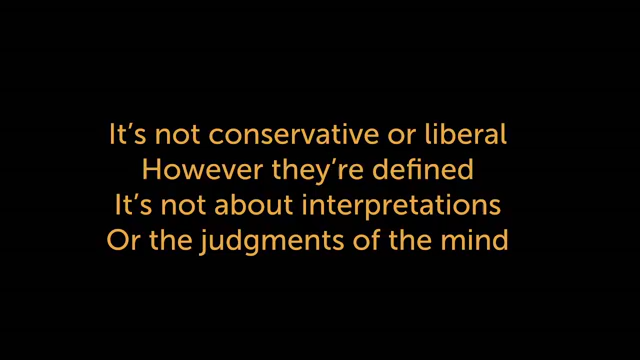 It’s not conservative or liberal
However they’re defined
It’s not about interpretations
Or the judgments of the mind